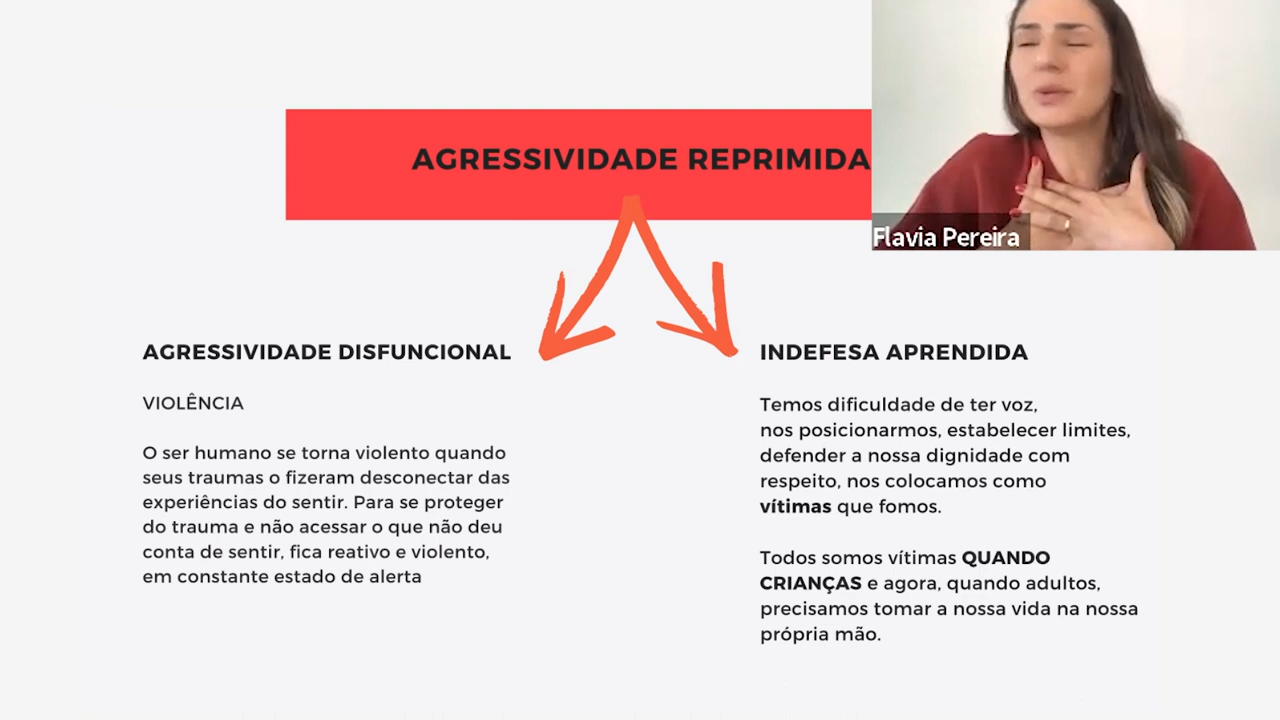 AGRESSIVIDADE REPRIMIDA
Flavia Pereira
AGRESSIVIDADE DISFUNCIONAL
VIOLÊNCIA
O ser humano se torna violento quando
seus traumas o fizeram desconectar das
experiências do sentir. Para se proteger
do trauma e não acessar o que não deu
conta de sentir, fica reativo e violento,
em constante estado de alerta
INDEFESA APRENDIDA
Temos dificuldade de ter voz,
nos posicionarmos, estabelecer limites,
defender a nossa dignidade com
respeito, nos colocamos como
vítimas que fomos.
Todos somos vítimas QUANDO
CRIANÇAS e agora, quando adultos,
precisamos tomar a nossa vida na nossa
própria mão.